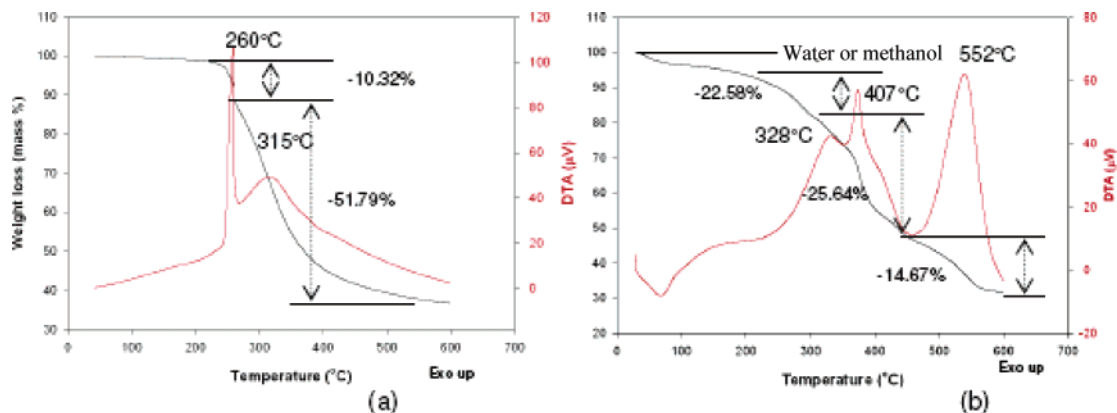 110
100
90
80
70
60
50
40
30
Weight loss (mass %)
260°C
-10.32%
315°C
-51.79%
120
100
80
60
40
20
0
-20
DTA (µV)
0 100 200 300 400 500 600 700
Temperature (°C)
Exo up
(a)
110
100
90
80
70
60
50
40
30
20
Water or methanol
552°C
-22.58%
407°C
328°C
-25.64%
-14.67%
80
60
40
20
0
-20
DTA (µV)
0 100 200 300 400 500 600 700
Temperature (°C)
Exo up
(b)